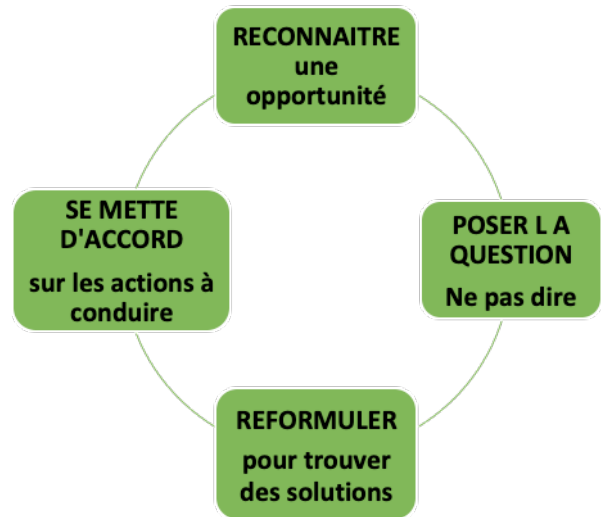 RECONNAITRE
une
opportunité
POSER L A
QUESTION
Ne pas dire
REFORMULER
pour trouver
des solutions
SE METTE
D'ACCORD
sur les actions à
conduire